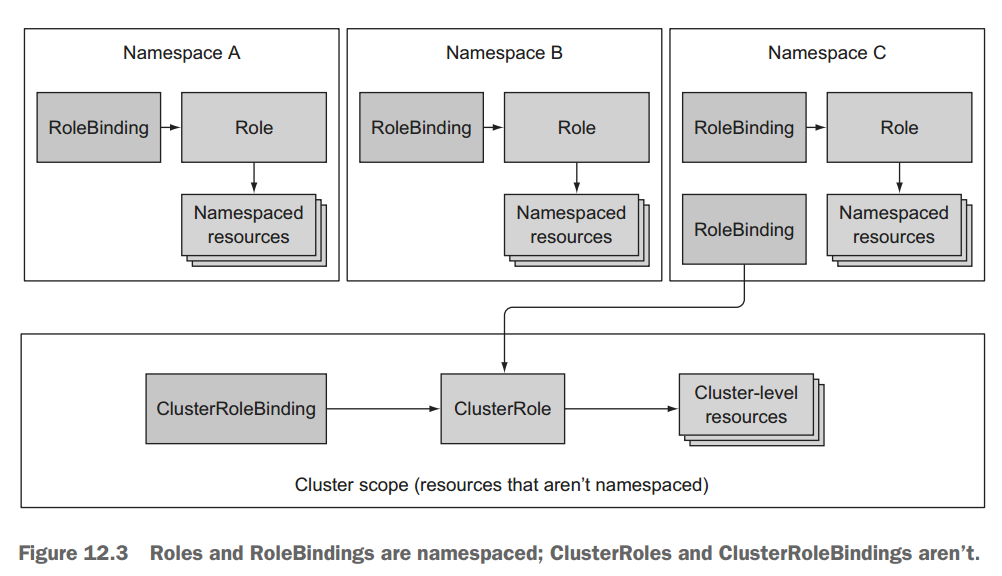 Namespace A
RoleBinding
Role
Namespaced
resources
Namespace B
RoleBinding
Role
Namespaced
resources
Namespace C
RoleBinding
Role
RoleBinding
Namespaced
resources
ClusterRoleBinding
ClusterRole
Cluster-level
resources
Cluster scope (resources that aren’t namespaced)
Figure 12.3 Roles and RoleBindings are namespaced; ClusterRoles and ClusterRoleBindings aren’t.